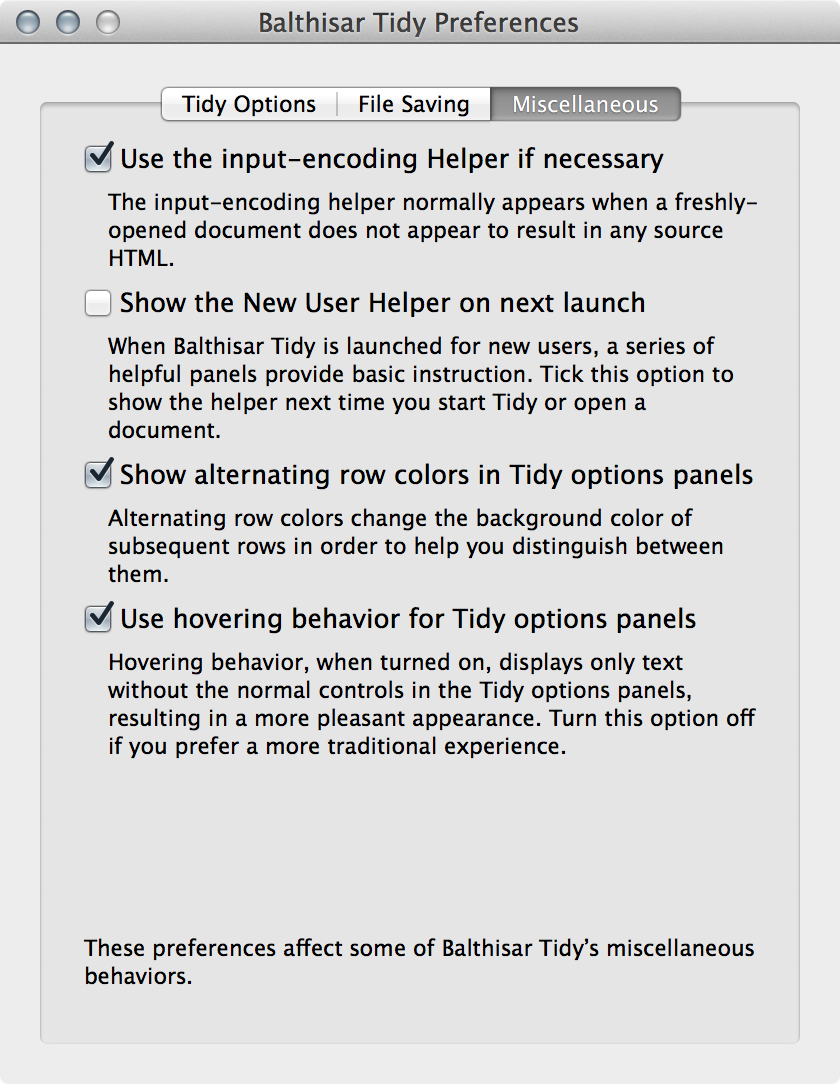 Balthisar Tidy Preferences
Tidy Options
File Saving
Miscellaneous
Use the input-encoding Helper if necessary
The input-encoding helper normally appears when a freshly-
opened document does not appear to result in any source
HTML.
Show the New User Helper on next launch
When Balthisar Tidy is launched for new users, a series of
helpful panels provide basic instruction. Tick this option to
show the helper next time you start Tidy or open a
document.
Show alternating row colors in Tidy options panels
Alternating row colors change the background color of
subsequent rows in order to help you distinguish between
them.
Use hovering behavior for Tidy options panels
Hovering behavior, when turned on, displays only text
without the normal controls in the Tidy options panels,
resulting in a more pleasant appearance. Turn this option off
if you prefer a more traditional experience.
These preferences affect some of Balthisar Tidy’s miscellaneous
behaviors.